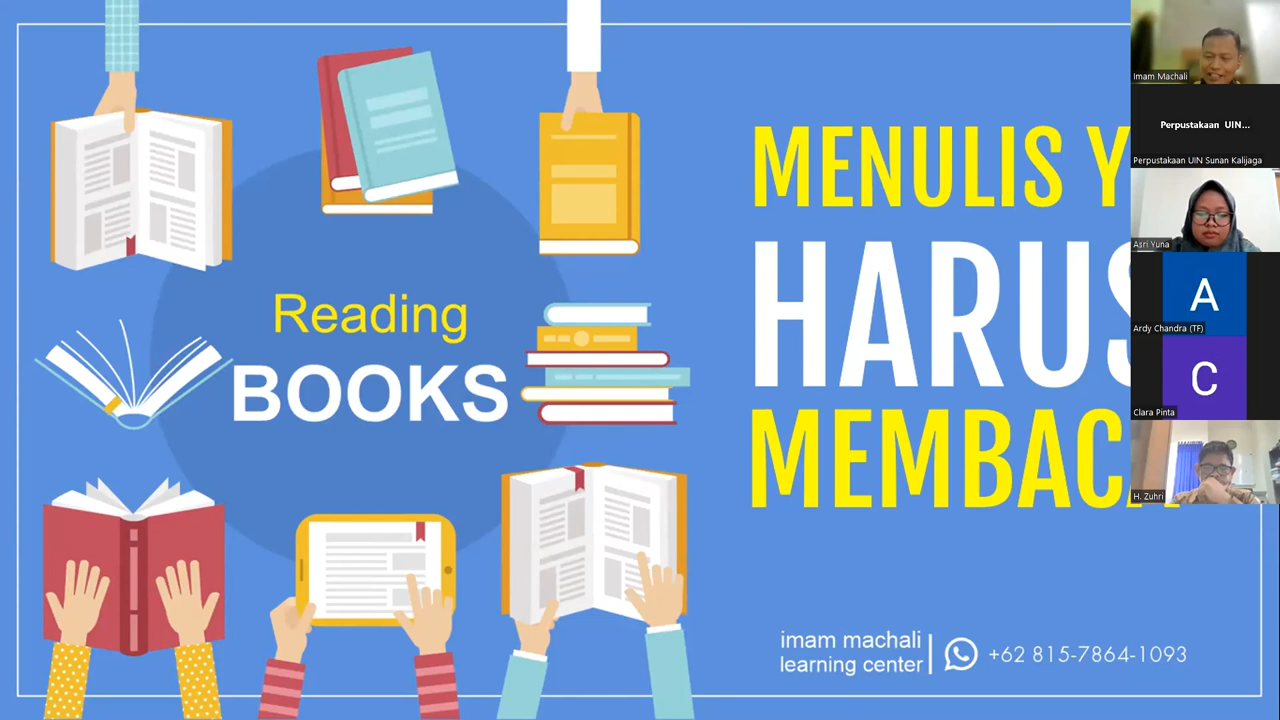 Reading
BOOKS
MENULIS Y
HARUS
MEMBACA
imam machali
learning center
+62 815-7864-1093
Imam Machali
Perpustakaan UIN...
Perpustakaan UIN Sunan Kalijaga
Asri Yuna
A
Ardy Chandra (TF)
C
Clara Pinta
H. Zuhri